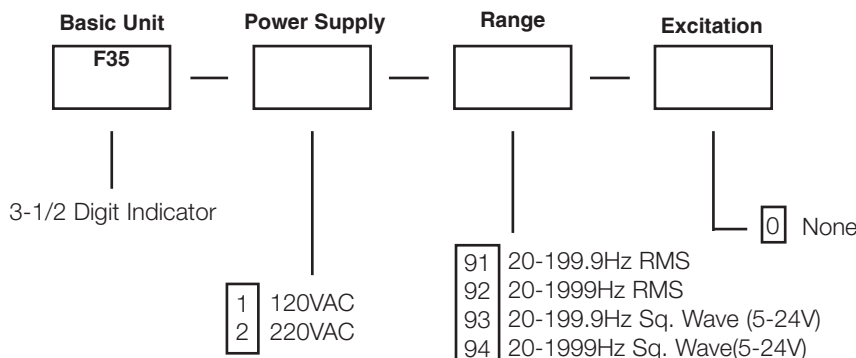 Basic Unit Power Supply Range Excitation
F35
3-1/2 Digit Indicator
0 None
91 20-199.9Hz RMS
92 20-1999Hz RMS
1 120VAC
93 20-199.9Hz Sq. Wave (5-24V)
2 220VAC
94 20-1999Hz Sq. Wave(5-24V)